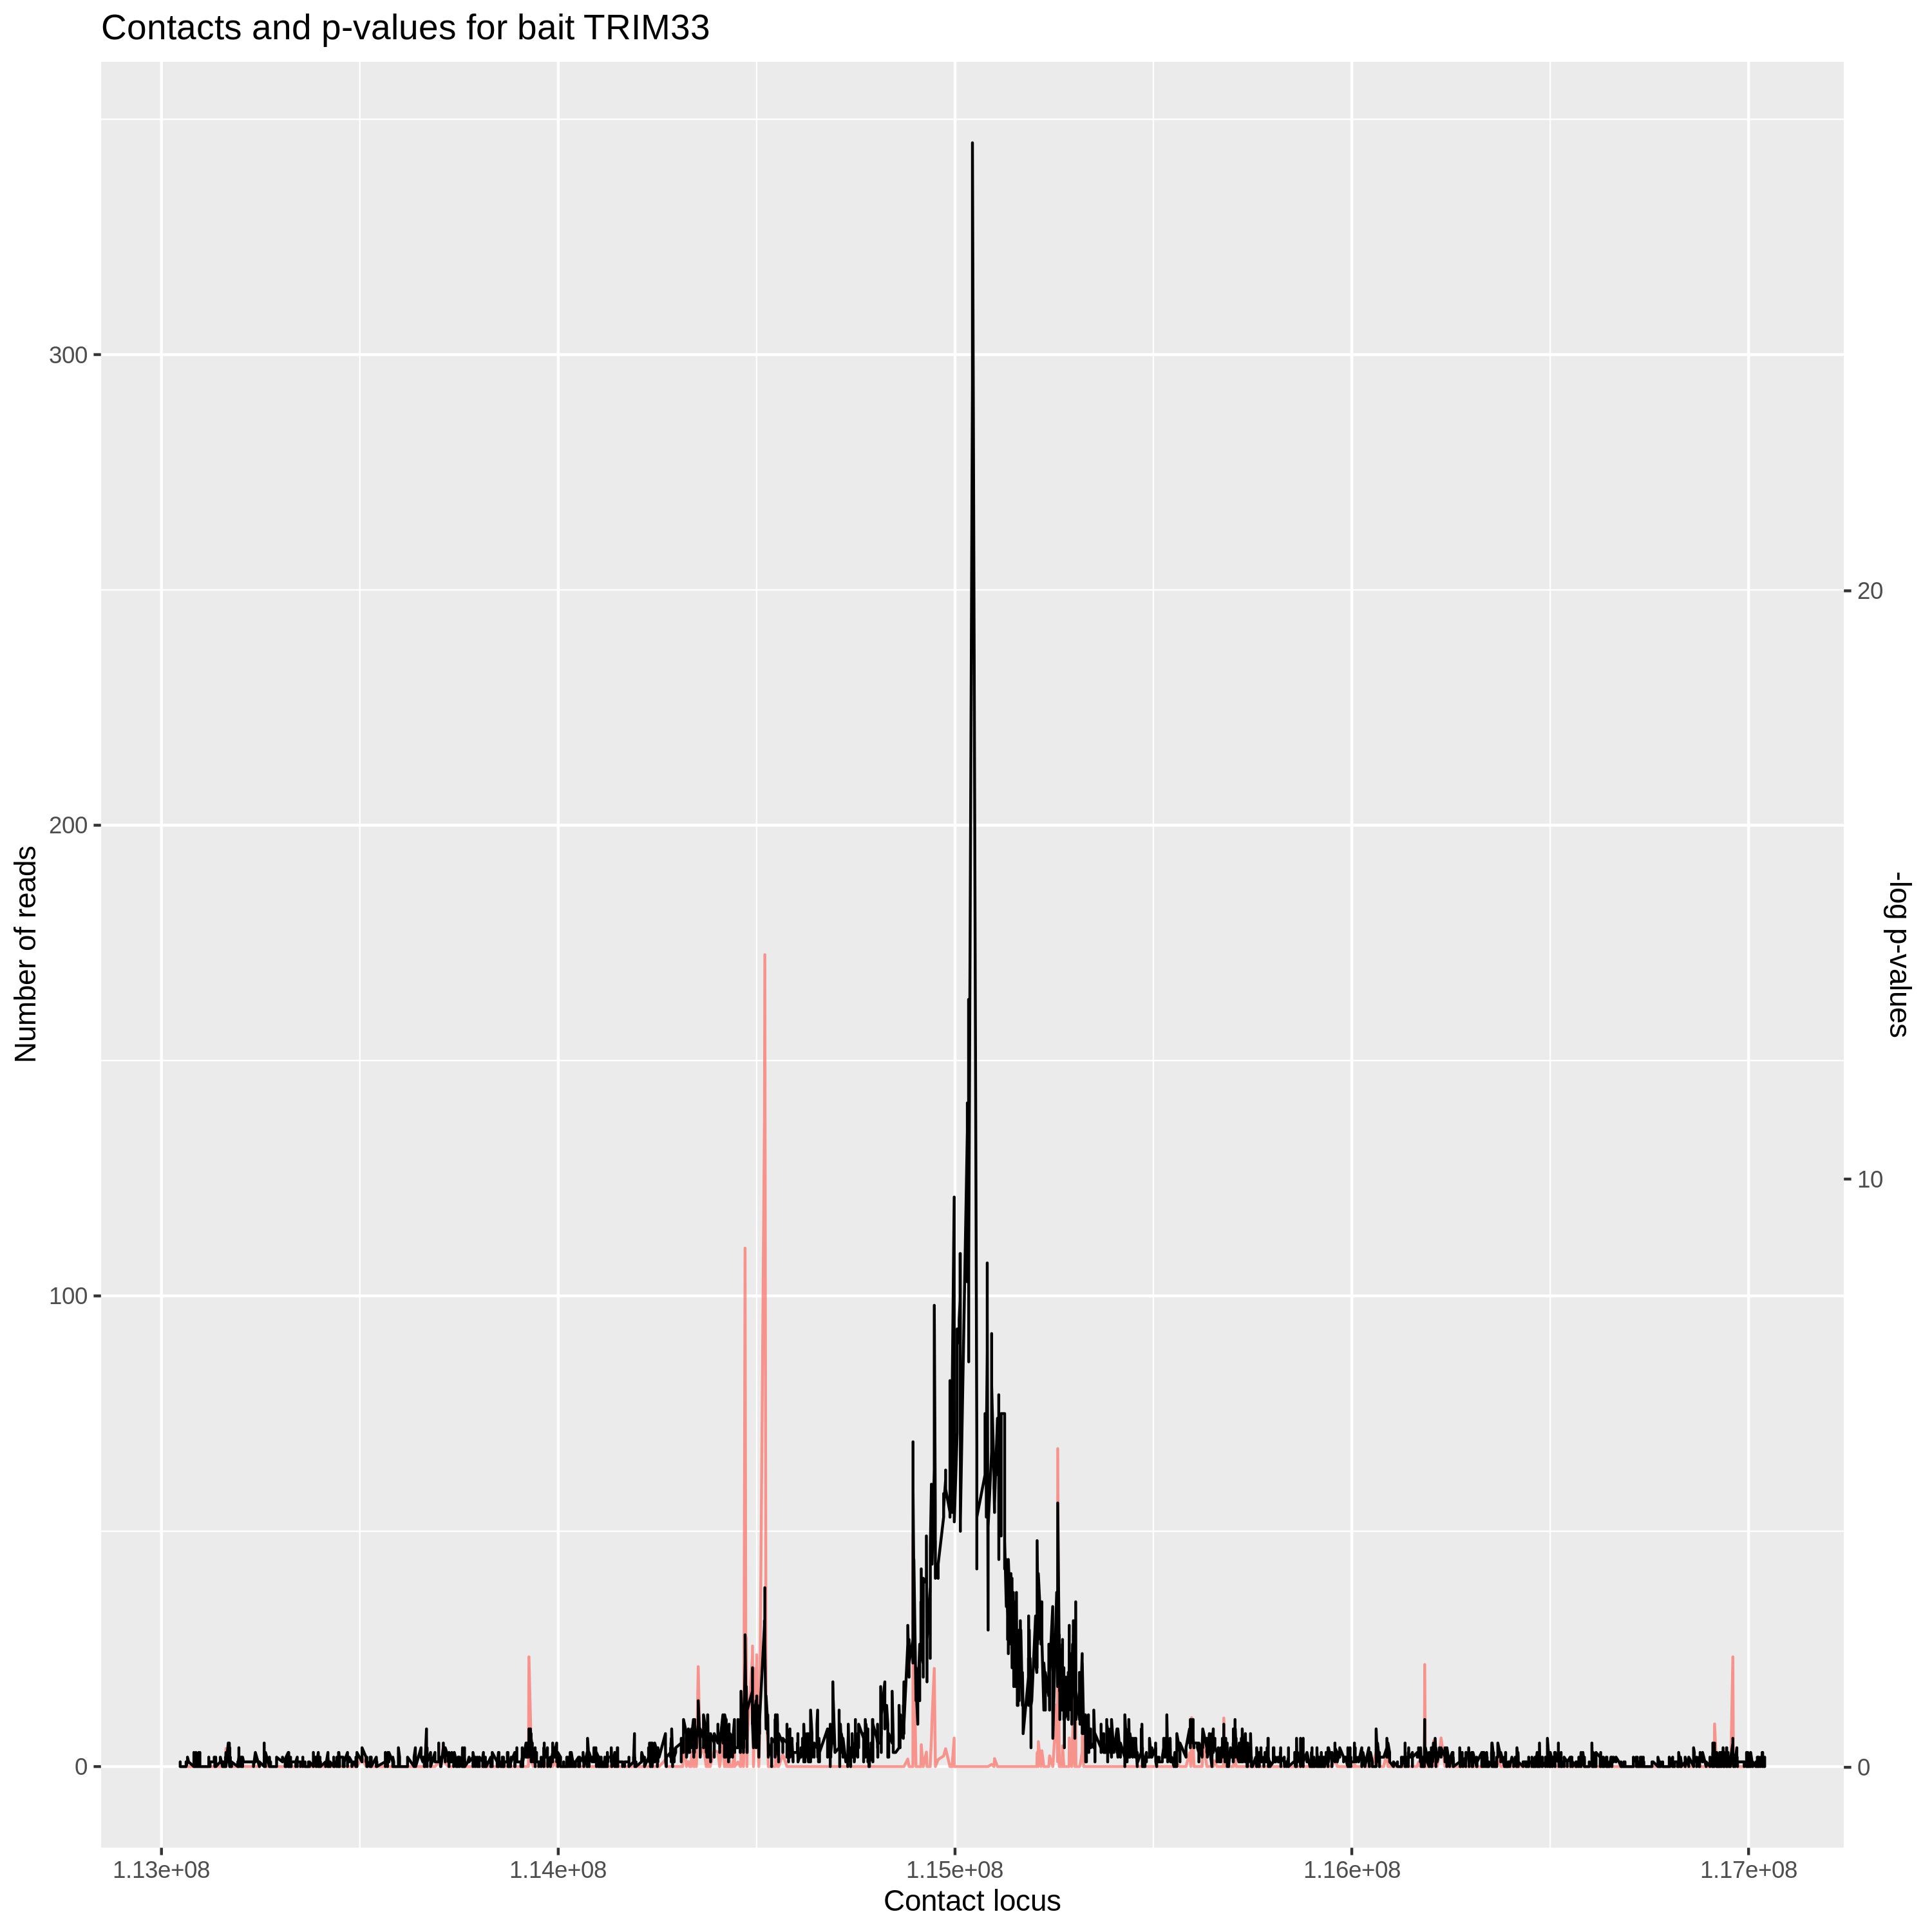 Contacts and p-values for bait TRIM33
300
200
100
0
Number of reads
20
10
0
-log p-values
1.13e+08 1.14e+08 1.15e+08 1.16e+08 1.17e+08
Contact locus